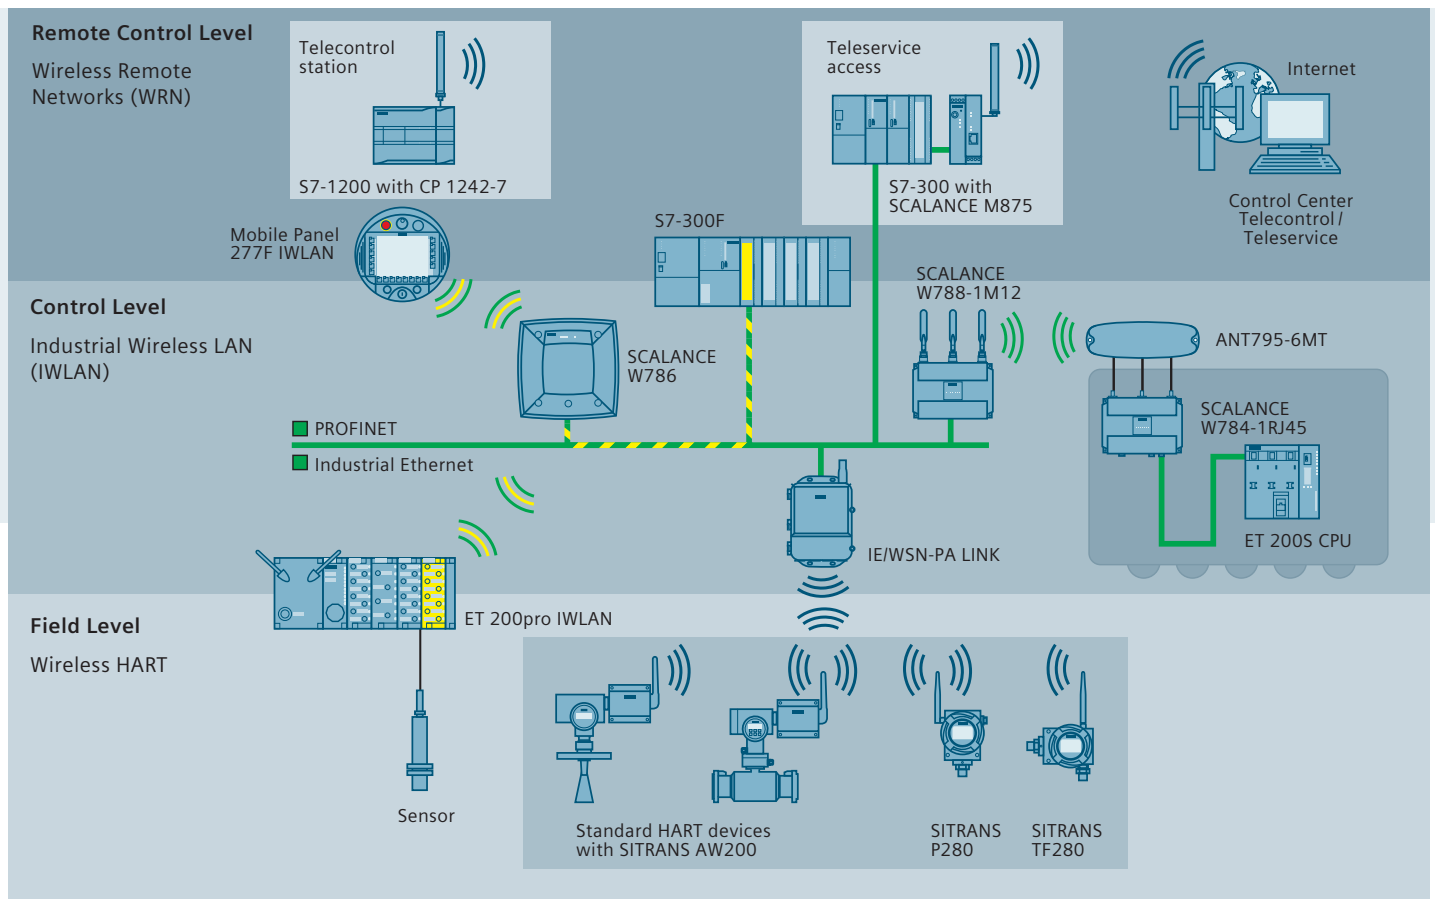 Remote Control Level
Wireless Remote
Networks (WRN)
Telecontrol
station
S7-1200 with CP 1242-7
Teleservice
access
S7-300 with
SCALANCE M875
Internet
Control Center
Telecontrol /
Teleservice
Mobile Panel
277F IWLAN
S7-300F
SCALANCE
W788-1M12
Control Level
Industrial Wireless LAN
(IWLAN)
SCALANCE
W786
ANT795-6MT
SCALANCE
W784-1RJ45
PROFINET
Industrial Ethernet
ET 200S CPU
IE/WSN-PA LINK
Field Level
Wireless HART
ET 200pro IWLAN
Sensor
Standard HART devices
with SITRANS AW200
SITRANS
P280
SITRANS
TF280